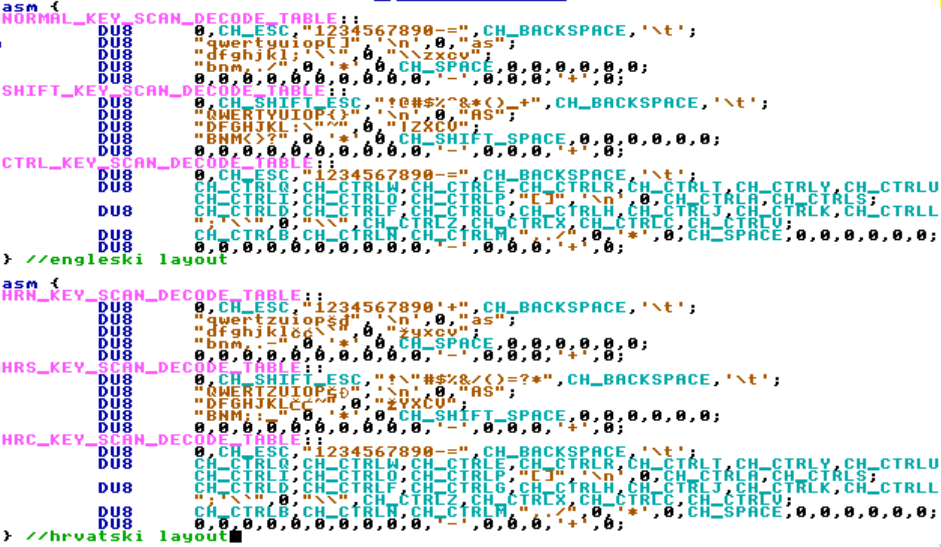 asm {
NORMAL_KEY_SCAN_DECODE_TABLE::
DU8 0,CH_ESC,"1234567890-=",CH_BACKSPACE,'\t';
DU8 "qwertyuiop[]",'\n',0,"as";
DU8 "dfghjkl;'\`",0,"\\zxcv";
DU8 "bnm,./",0,'*',0,CH_SPACE,0,0,0,0,0,0;
DU8 0,0,0,0,0,0,0,0,0,'-',0,0,0,'+',0;
SHIFT_KEY_SCAN_DECODE_TABLE::
DU8 0,CH_SHIFT_ESC,"!@#$%^&*()_+",CH_BACKSPACE,'\t';
DU8 "QWERTYUIOP{}",'\n',0,"AS";
DU8 "DFGHJKL:\"~",0,"|ZXCV";
DU8 "BNM<>?",0,'*',0,CH_SHIFT_SPACE,0,0,0,0,0,0;
DU8 0,0,0,0,0,0,0,0,0,'-',0,0,0,'+',0;
CTRL_KEY_SCAN_DECODE_TABLE::
DU8 0,CH_ESC,"1234567890-=",CH_BACKSPACE,'\t';
DU8 CH_CTRLQ,CH_CTRLW,CH_CTRLE,CH_CTRLR,CH_CTRLT,CH_CTRLY,CH_CTRLU
DU8 CH_CTRLI,CH_CTRLO,CH_CTRLP,"[]",'\n',0,CH_CTRLA,CH_CTRLS;
DU8 CH_CTRLD,CH_CTRLF,CH_CTRLG,CH_CTRLH,CH_CTRLJ,CH_CTRLK,CH_CTRLL
";'\`",0,"\\",CH_CTRLZ,CH_CTRLX,CH_CTRLC,CH_CTRLV;
DU8 CH_CTRLB,CH_CTRLN,CH_CTRLM,",./",0,'*',0,CH_SPACE,0,0,0,0,0,0;
DU8 0,0,0,0,0,0,0,0,0,'-',0,0,0,'+',0;
} //engleski layout
asm {
HRN_KEY_SCAN_DECODE_TABLE::
DU8 0,CH_ESC,"1234567890'+",CH_BACKSPACE,'\t';
DU8 "qwertzuiopšđ",'\n',0,"as";
DU8 "dfghjklčć\`",0,"žyxcv";
DU8 "bnm,.-",0,'*',0,CH_SPACE,0,0,0,0,0,0;
DU8 0,0,0,0,0,0,0,0,0,'-',0,0,0,'+',0;
HRS_KEY_SCAN_DECODE_TABLE::
DU8 0,CH_SHIFT_ESC,"!\"#$%&/()=?*",CH_BACKSPACE,'\t';
DU8 "QWERTZUIOPšĐ",'\n',0,"AS";
DU8 "DFGHJKLčć~",0,"žYXCV";
DU8 "BNM;:_",0,'*',0,CH_SHIFT_SPACE,0,0,0,0,0,0;
DU8 0,0,0,0,0,0,0,0,0,'-',0,0,0,'+',0;
HRC_KEY_SCAN_DECODE_TABLE::
DU8 0,CH_ESC,"1234567890-=",CH_BACKSPACE,'\t';
DU8 CH_CTRLQ,CH_CTRLW,CH_CTRLE,CH_CTRLR,CH_CTRLT,CH_CTRLY,CH_CTRLU
DU8 CH_CTRLI,CH_CTRLO,CH_CTRLP,"[]",'\n',0,CH_CTRLA,CH_CTRLS;
DU8 CH_CTRLD,CH_CTRLF,CH_CTRLG,CH_CTRLH,CH_CTRLJ,CH_CTRLK,CH_CTRLL
";'\`",0,"\\",CH_CTRLZ,CH_CTRLX,CH_CTRLC,CH_CTRLV;
DU8 CH_CTRLB,CH_CTRLN,CH_CTRLM,",./",0,'*',0,CH_SPACE,0,0,0,0,0,0;
DU8 0,0,0,0,0,0,0,0,0,'-',0,0,0,'+',0;
} //hrvatski layout